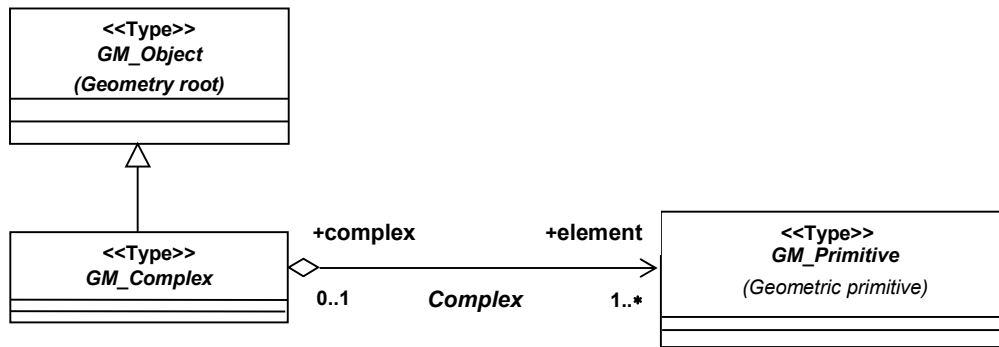 <<Type>>
GM_Object
(Geometry root)
<<Type>>
GM_Complex
+complex
+element
0..1
Complex
1..*
<<Type>>
GM_Primitive
(Geometric primitive)